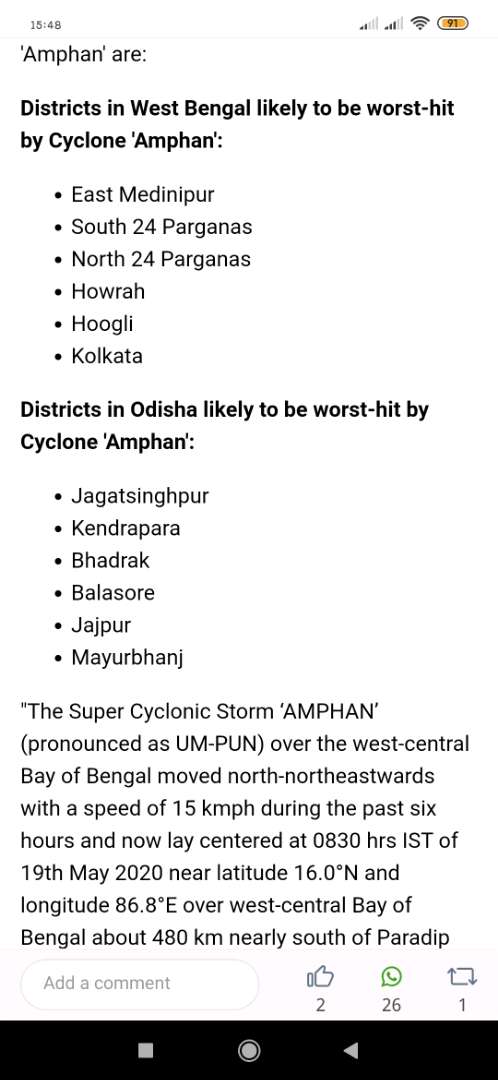 15:48
91
'Amphan' are:
Districts in West Bengal likely to be worst-hit
by Cyclone 'Amphan':
• East Medinipur
• South 24 Parganas
• North 24 Parganas
• Howrah
• Hoogli
• Kolkata
Districts in Odisha likely to be worst-hit by
Cyclone 'Amphan':
• Jagatsinghpur
• Kendrapara
• Bhadrak
• Balasore
• Jajpur
• Mayurbhanj
"The Super Cyclonic Storm ‘AMPHAN’
(pronounced as UM-PUN) over the west-central
Bay of Bengal moved north-northeastwards
with a speed of 15 kmph during the past six
hours and now lay centered at 0830 hrs IST of
19th May 2020 near latitude 16.0°N and
longitude 86.8°E over west-central Bay of
Bengal about 480 km nearly south of Paradip
Add a comment
2 26 1